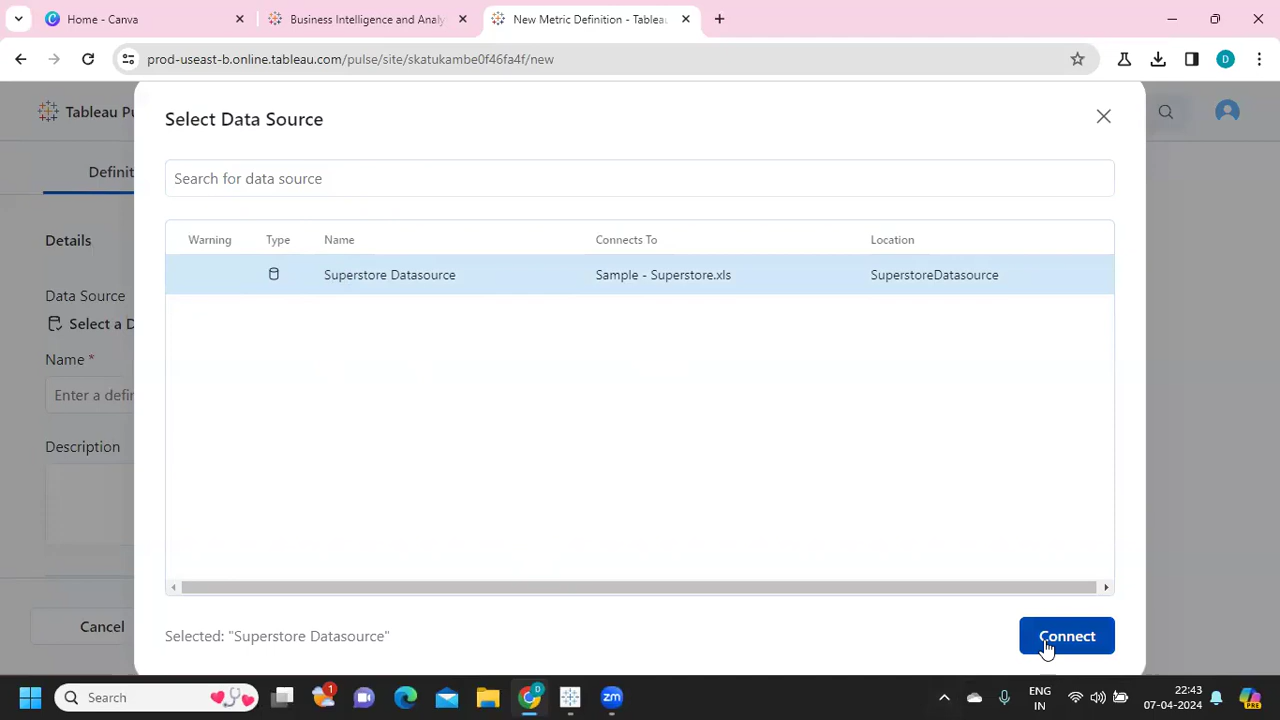 Home - Canva
Business Intelligence and Analy
New Metric Definition - Tableau
prod-useast-b.online.tableau.com/pulse/site/skatukambe0f46fa4f/new
D
Tableau Pu
Select Data Source
Search for data source
Definit
Details
Warning Type Name Connects To Location
Superstore Datasource Sample - Superstore.xls SuperstoreDatasource
Data Source
Select a D
Name *
Enter a defi
Description
Cancel
Selected: "Superstore Datasource"
Connect
Search
1
D
zm
ENG
IN
22:43
07-04-2024
PRE